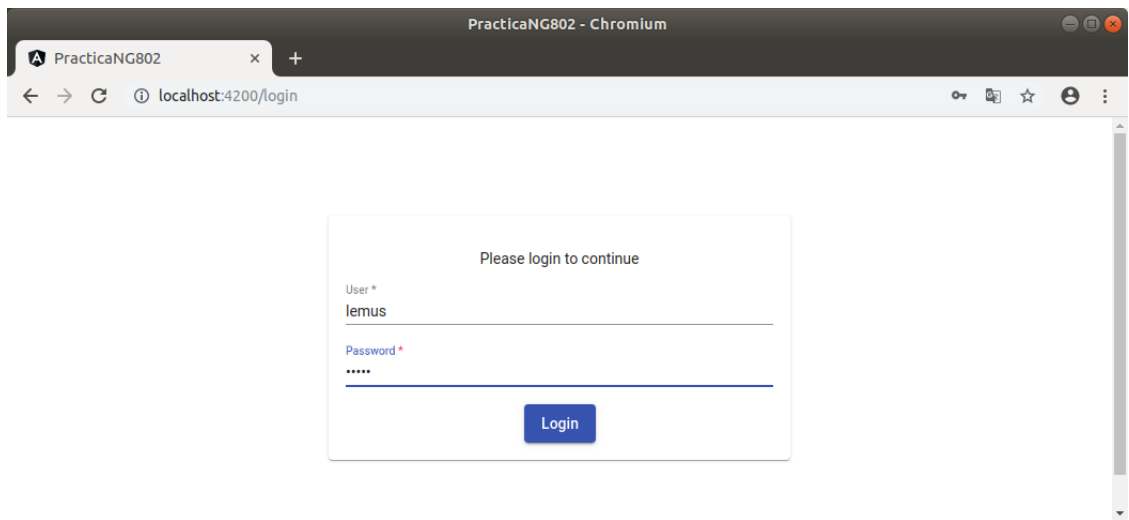 PracticaNG802 - Chromium
PracticaNG802
localhost:4200/login
Please login to continue
User *
lemus
Password *
•••••
Login